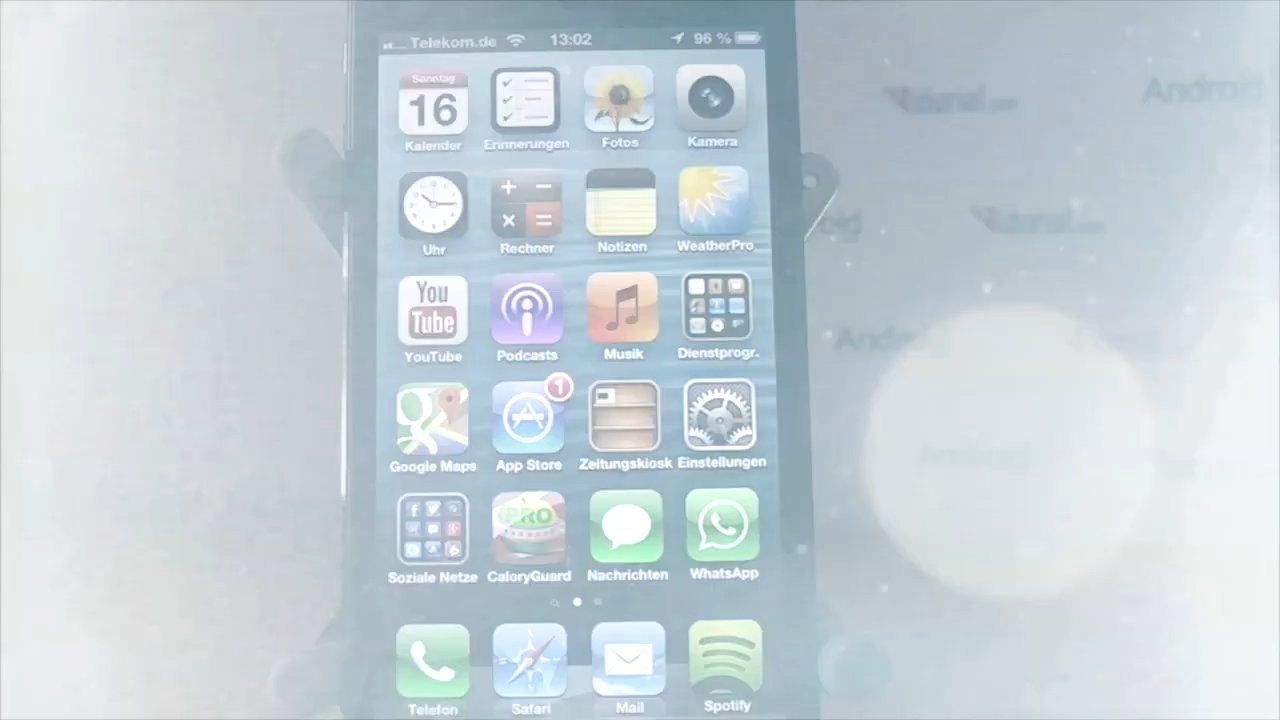 Telekom.de 13:02 96 %
Sonntag
16
Kalender Erinnerungen Fotos Kamera
Uhr Rechner Notizen WeatherPro
You
Tube
YouTube Podcasts Musik Dienstprogr.
1
Google Maps App Store Zeitungskiosk Einstellungen
PRO
Soziale Netze CaloryGuard Nachrichten WhatsApp
Telefon Safari Mail Spotify
Android
Android